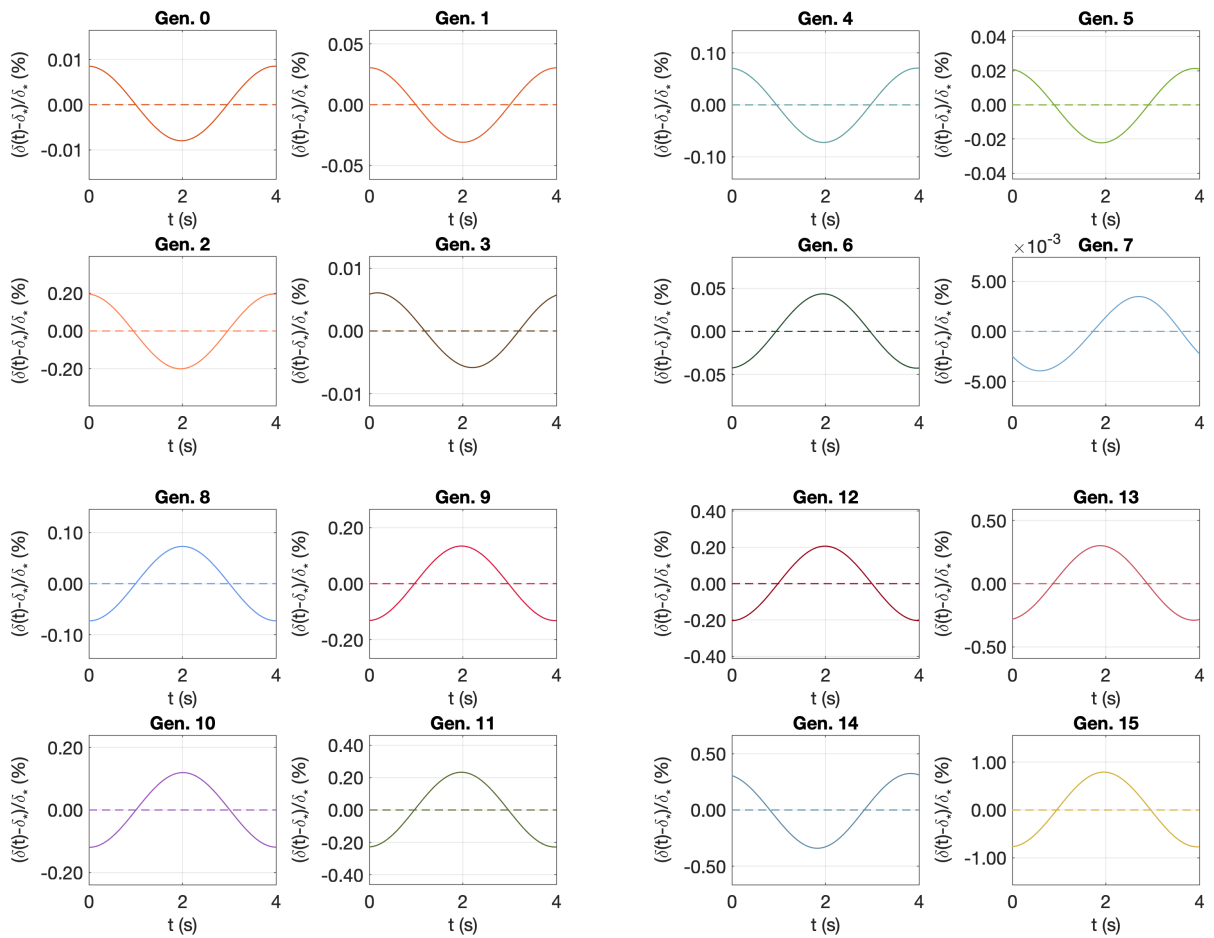 Gen. 0
(δ(t)-δ*)/δ* (%)
0.01
0.00
-0.01
0
2
4
t (s)
Gen. 1
(δ(t)-δ*)/δ* (%)
0.05
0.00
-0.05
0
2
4
t (s)
Gen. 4
(δ(t)-δ*)/δ* (%)
0.10
0.00
-0.10
0
2
4
t (s)
Gen. 5
(δ(t)-δ*)/δ* (%)
0.04
0.02
0.00
-0.02
-0.04
0
2
4
t (s)
Gen. 2
(δ(t)-δ*)/δ* (%)
0.20
0.00
-0.20
0
2
4
t (s)
Gen. 3
(δ(t)-δ*)/δ* (%)
0.01
0.00
-0.01
0
2
4
t (s)
Gen. 6
(δ(t)-δ*)/δ* (%)
0.05
0.00
-0.05
0
2
4
t (s)
×10⁻³ Gen. 7
(δ(t)-δ*)/δ* (%)
5.00
0.00
-5.00
0
2
4
t (s)
Gen. 8
(δ(t)-δ*)/δ* (%)
0.10
0.00
-0.10
0
2
4
t (s)
Gen. 9
(δ(t)-δ*)/δ* (%)
0.20
0.00
-0.20
0
2
4
t (s)
Gen. 12
(δ(t)-δ*)/δ* (%)
0.40
0.20
0.00
-0.20
-0.40
0
2
4
t (s)
Gen. 13
(δ(t)-δ*)/δ* (%)
0.50
0.00
-0.50
0
2
4
t (s)
Gen. 10
(δ(t)-δ*)/δ* (%)
0.20
0.00
-0.20
0
2
4
t (s)
Gen. 11
(δ(t)-δ*)/δ* (%)
0.40
0.20
0.00
-0.20
-0.40
0
2
4
t (s)
Gen. 14
(δ(t)-δ*)/δ* (%)
0.50
0.00
-0.50
0
2
4
t (s)
Gen. 15
(δ(t)-δ*)/δ* (%)
1.00
0.00
-1.00
0
2
4
t (s)